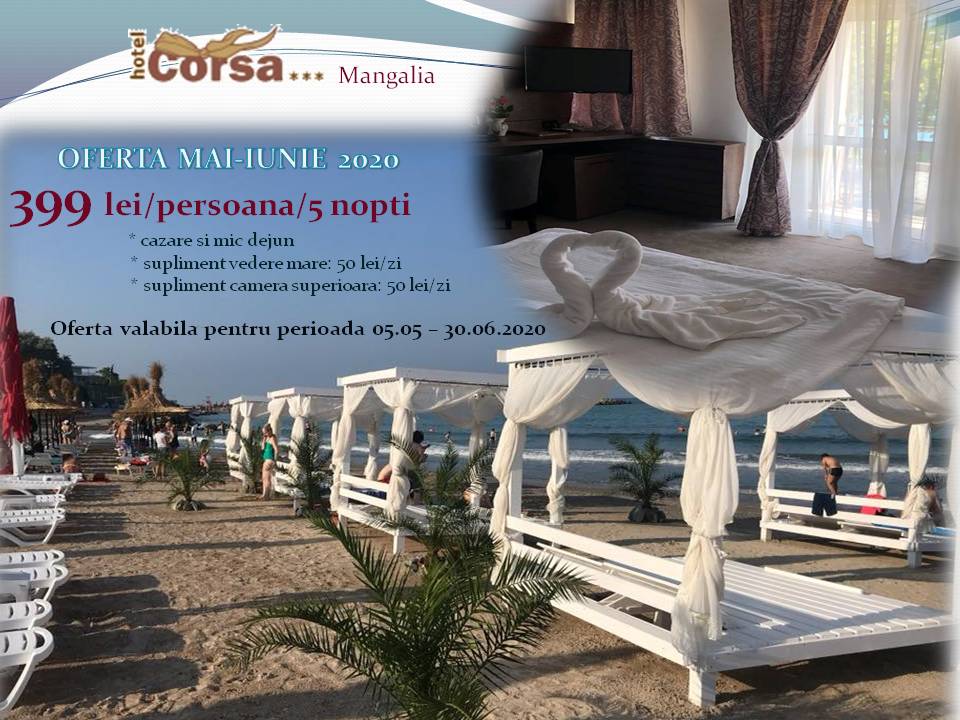 hotel Corsa***
Mangalia
OFERTA MAI-IUNIE 2020
399 lei/persoana/5 nopti
* cazare si mic dejun
* supliment vedere mare: 50 lei/zi
* supliment camera superioara: 50 lei/zi
Oferta valabila pentru perioada 05.05 – 30.06.2020